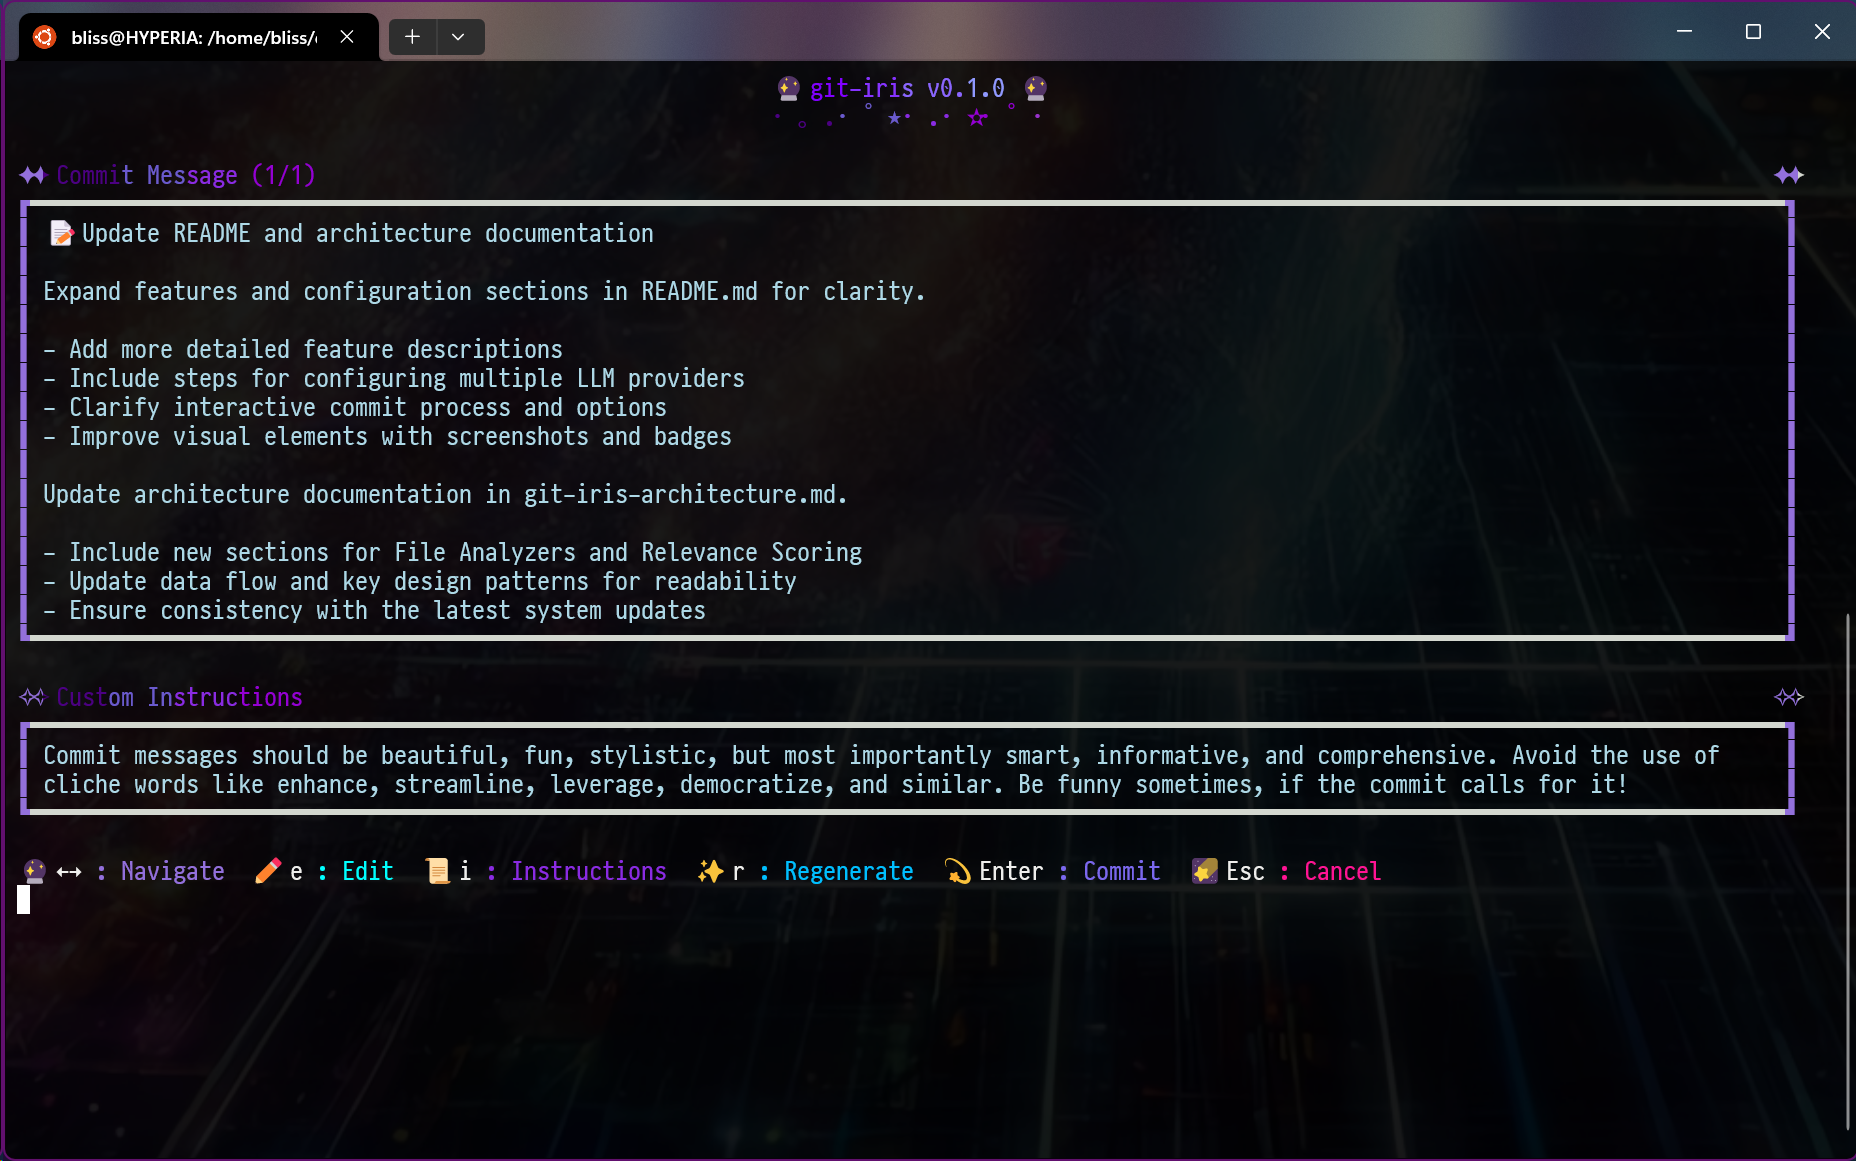 bliss@HYPERIA: /home/bliss/
git-iris v0.1.0
Commit Message (1/1)
Update README and architecture documentation
Expand features and configuration sections in README.md for clarity.
- Add more detailed feature descriptions
- Include steps for configuring multiple LLM providers
- Clarify interactive commit process and options
- Improve visual elements with screenshots and badges
Update architecture documentation in git-iris-architecture.md.
- Include new sections for File Analyzers and Relevance Scoring
- Update data flow and key design patterns for readability
- Ensure consistency with the latest system updates
Custom Instructions
Commit messages should be beautiful, fun, stylistic, but most importantly smart, informative, and comprehensive. Avoid the use of
cliche words like enhance, streamline, leverage, democratize, and similar. Be funny sometimes, if the commit calls for it!
↔ : Navigate e : Edit i : Instructions r : Regenerate Enter : Commit Esc : Cancel